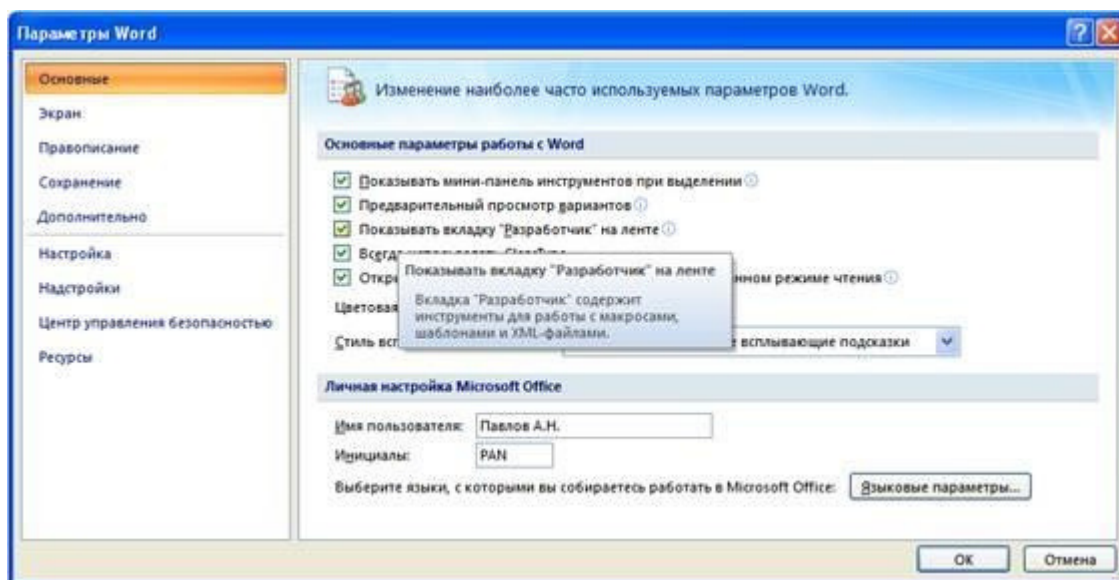 Параметры Word
Основные
Экран
Правописание
Сохранение
Дополнительно
Настройка
Надстройки
Центр управления безопасностью
Ресурсы
Изменение наиболее часто используемых параметров Word.
Основные параметры работы с Word
Показывать мини-панель инструментов при выделении
Предварительный просмотр вариантов
Показывать вкладку "Разработчик" на ленте
Всегда использовать ClearType
режиме чтения
Показывать вкладку "Разработчик" на ленте
Вкладка "Разработчик" содержит
инструменты для работы с макросами,
шаблонами и XML-файлами.
Цветовая
Стиль
всплывающие подсказки
Личная настройка Microsoft Office
Имя пользователя: Павлов А.Н.
Инициалы: PAN
Выберите языки, с которыми вы собираетесь работать в Microsoft Office: Языковые параметры...
ОК Отмена